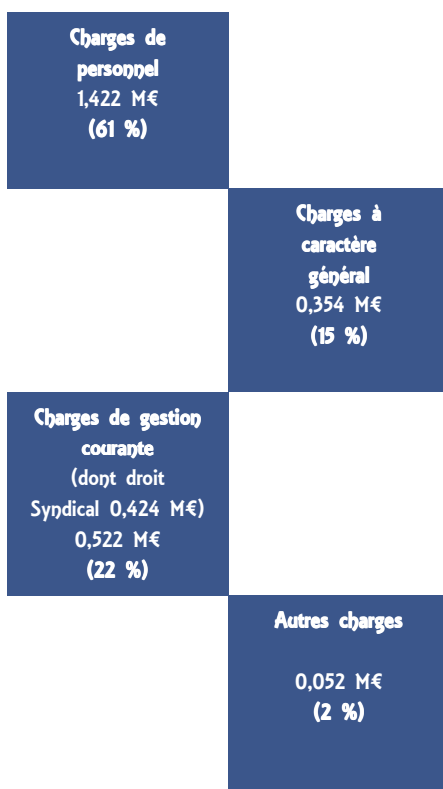 Charges de
personnel
1,422 M€
(61 %)
Charges à
caractère
général
0,354 M€
(15 %)
Charges de gestion
courante
(dont droit
Syndical 0,424 M€)
0,522 M€
(22 %)
Autres charges
0,052 M€
(2 %)